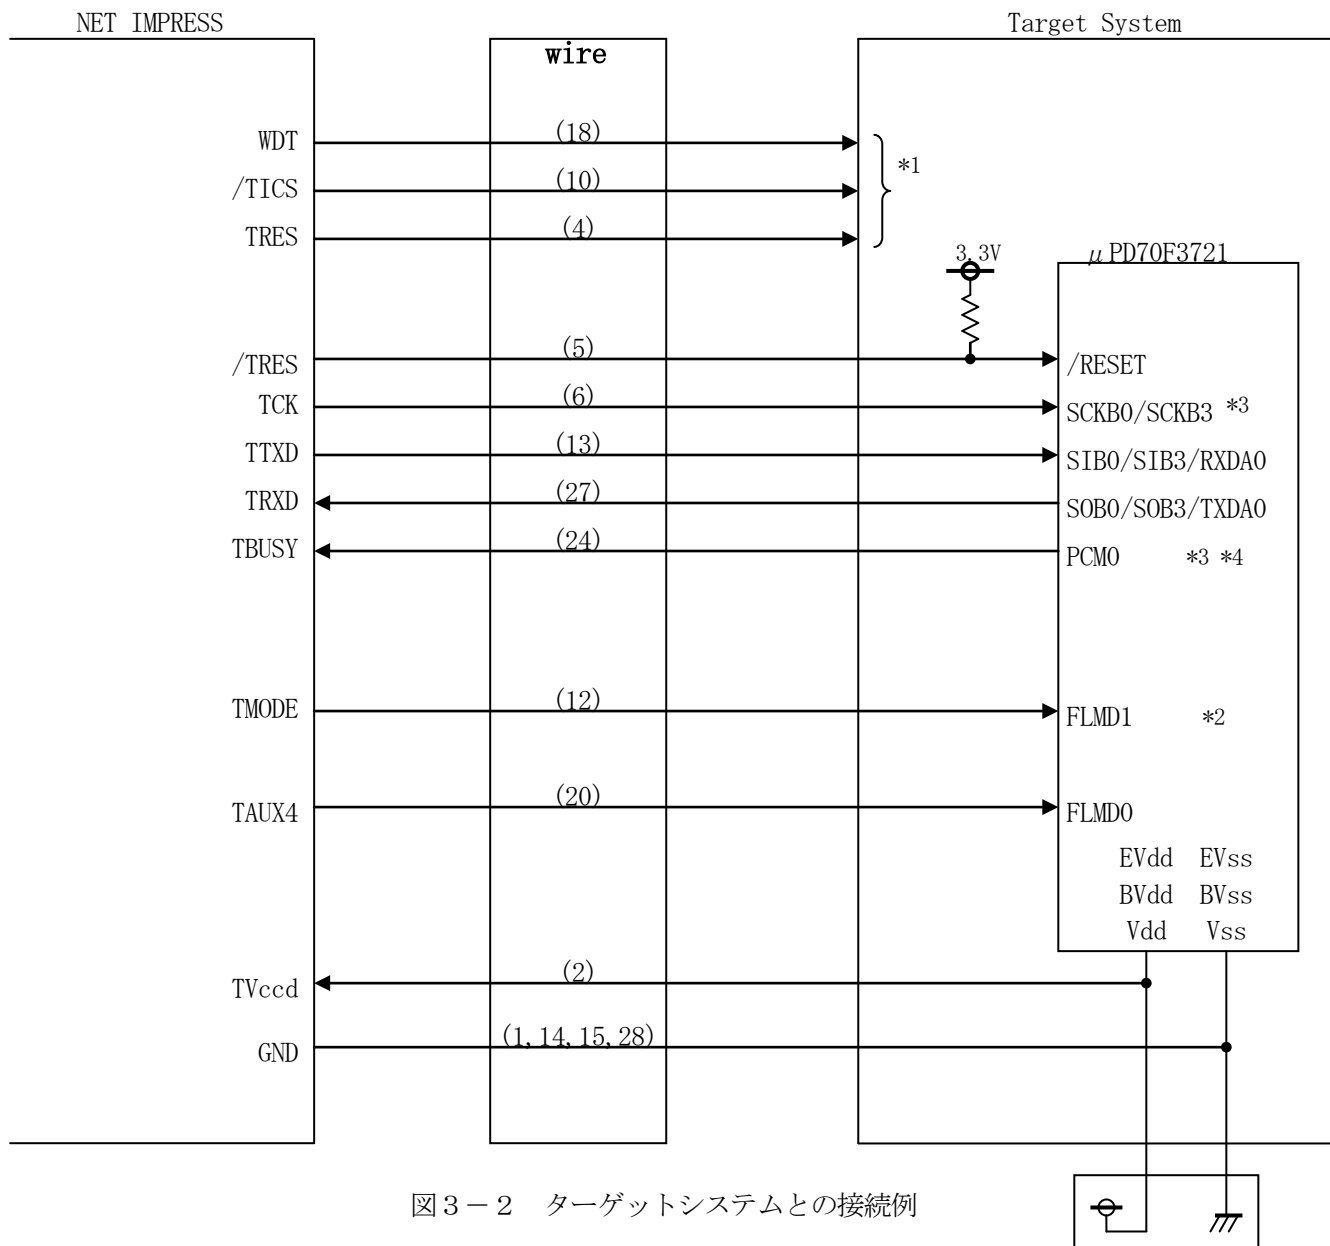 NET IMPRESS
wire
Target System
WDT (18)
/TICS (10) *1
TRES (4)
3.3V μPD70F3721
/TRES (5) /RESET
TCK (6) SCKB0/SCKB3 *3
TTXD (13) SIB0/SIB3/RXDA0
TRXD (27) SOB0/SOB3/TXDA0
TBUSY (24) PCM0 *3 *4
TMODE (12) FLMD1 *2
TAUX4 (20) FLMD0
EVdd EVss
BVdd BVss
Vdd Vss
TVccd (2)
GND (1,14,15,28)
図3-2 ターゲットシステムとの接続例